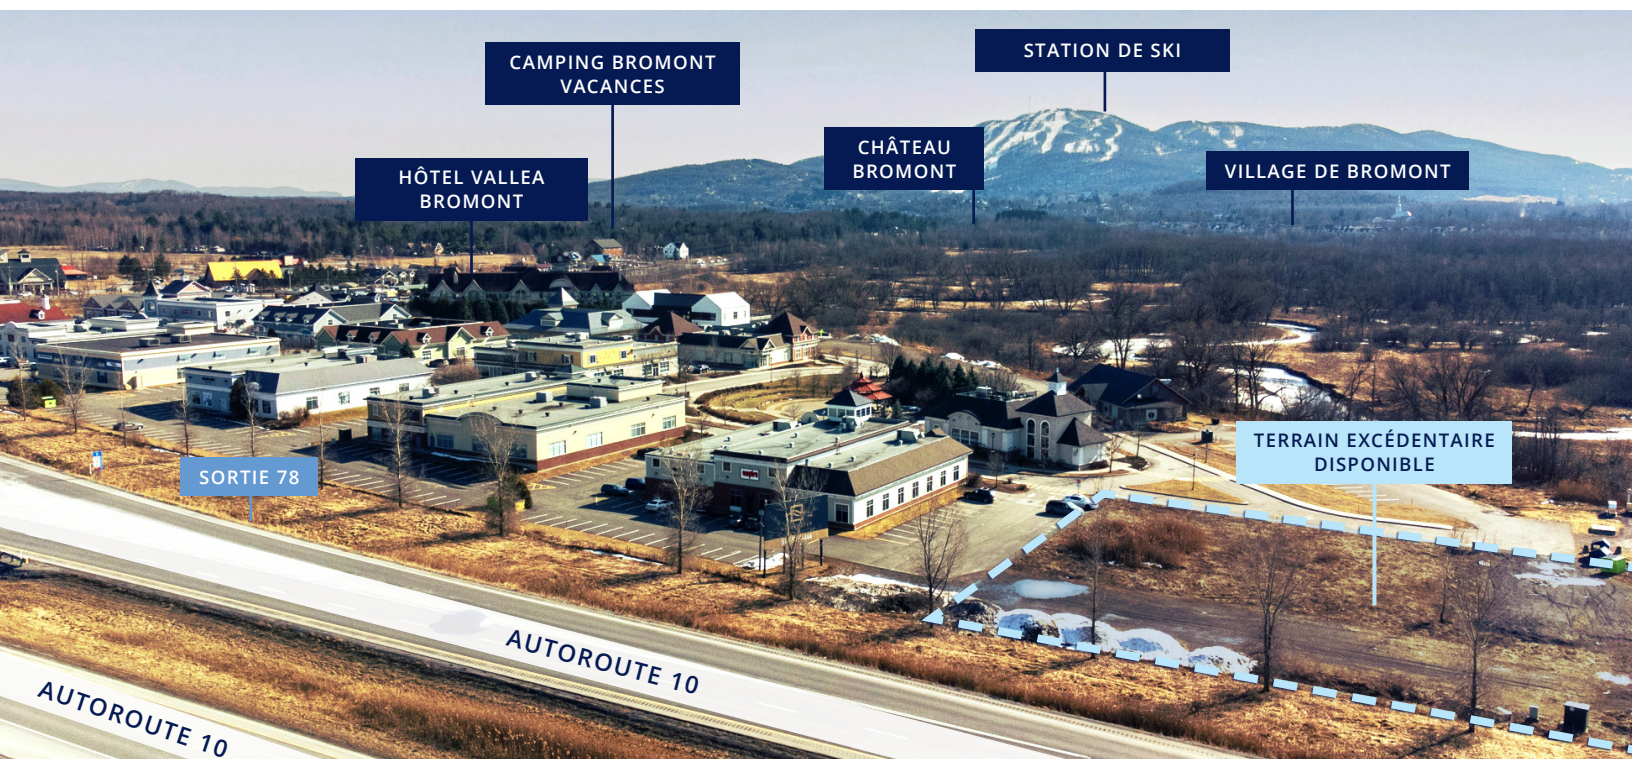 STATION DE SKI
CAMPING BROMONT
VACANCES
CHÂTEAU
BROMONT
VILLAGE DE BROMONT
HÔTEL VALLEA
BROMONT
TERRAIN EXCÉDENTAIRE
DISPONIBLE
SORTIE 78
AUTOROUTE 10
AUTOROUTE 10